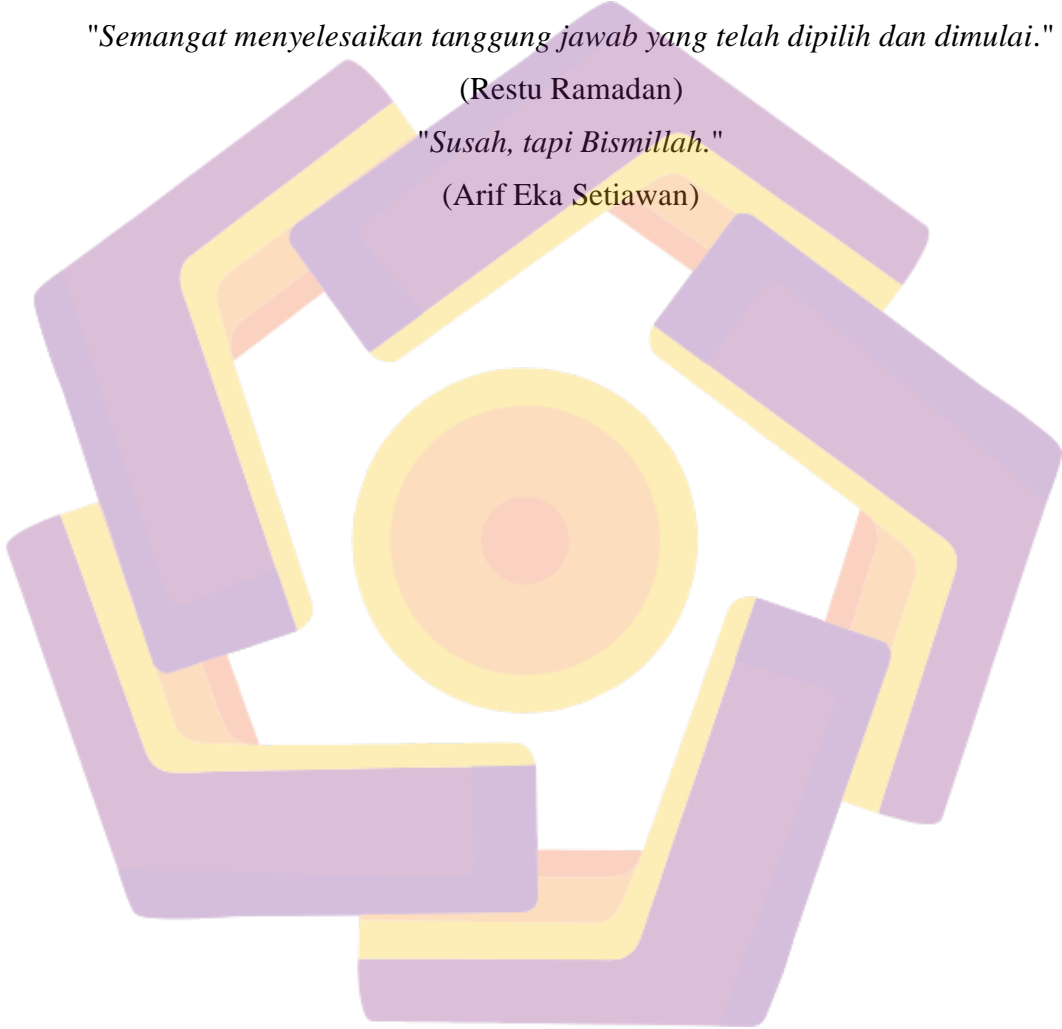 "Semangat menyelesaikan tanggung jawab yang telah dipilih dan dimulai."
(Restu Ramadan)
"Susah, tapi Bismillah."
(Arif Eka Setiawan)